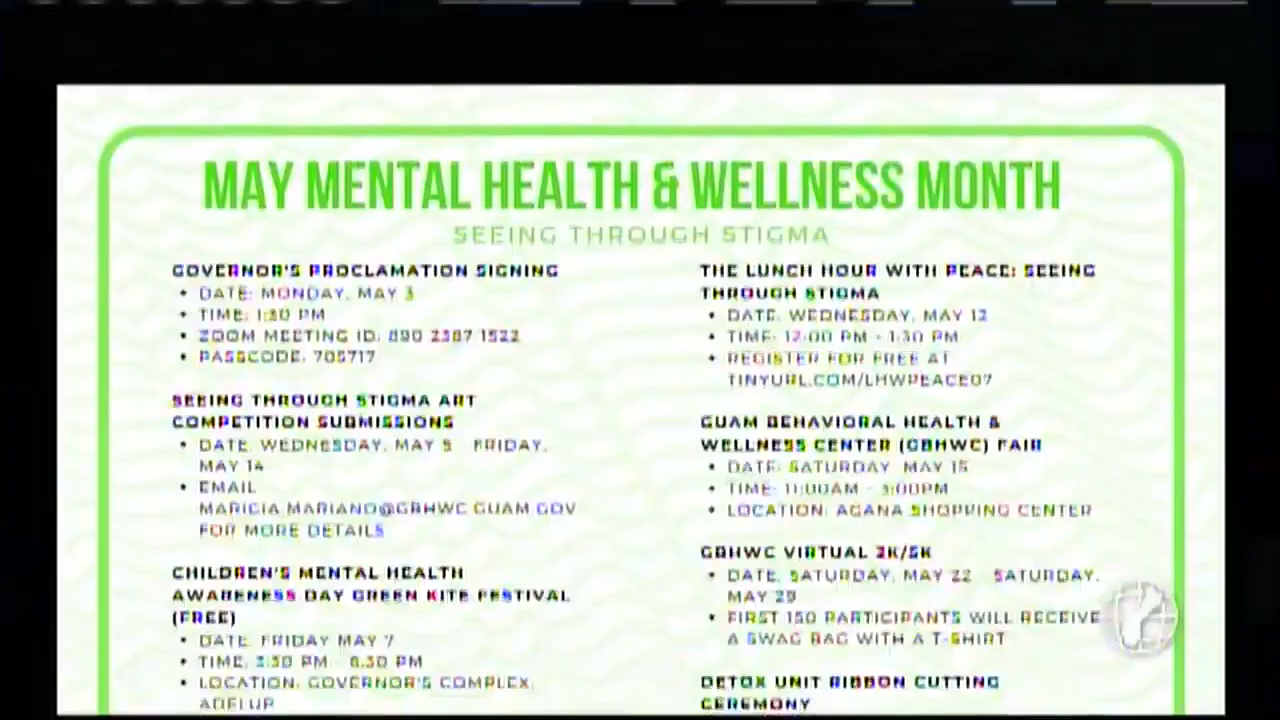 MAY MENTAL HEALTH & WELLNESS MONTH
SEEING THROUGH STIGMA
GOVERNOR'S PROCLAMATION SIGNING
• DATE: MONDAY, MAY 3
• TIME: 1:30 PM
• ZOOM MEETING ID: 890 2387 1522
• PASSCODE: 705717
SEEING THROUGH STIGMA ART
COMPETITION SUBMISSIONS
• DATE: WEDNESDAY, MAY 5 - FRIDAY,
MAY 14
• EMAIL
MARICIA.MARIANO@GBHWC.GUAM.GOV
FOR MORE DETAILS
CHILDREN'S MENTAL HEALTH
AWARENESS DAY GREEN KITE FESTIVAL
(FREE)
• DATE: FRIDAY MAY 7
• TIME: 3:30 PM - 6:30 PM
• LOCATION: GOVERNOR'S COMPLEX,
ADELUP
THE LUNCH HOUR WITH PEACE: SEEING
THROUGH STIGMA
• DATE: WEDNESDAY, MAY 12
• TIME: 12:00 PM - 1:30 PM
• REGISTER FOR FREE AT
TINYURL.COM/LHWPEACE07
GUAM BEHAVIORAL HEALTH &
WELLNESS CENTER (GBHWC) FAIR
• DATE: SATURDAY, MAY 15
• TIME: 11:00AM - 3:00PM
• LOCATION: AGANA SHOPPING CENTER
GBHWC VIRTUAL 2K/5K
• DATE: SATURDAY, MAY 22 - SATURDAY,
MAY 29
• FIRST 150 PARTICIPANTS WILL RECEIVE
A SWAG BAG WITH A T-SHIRT
DETOX UNIT RIBBON CUTTING
CEREMONY